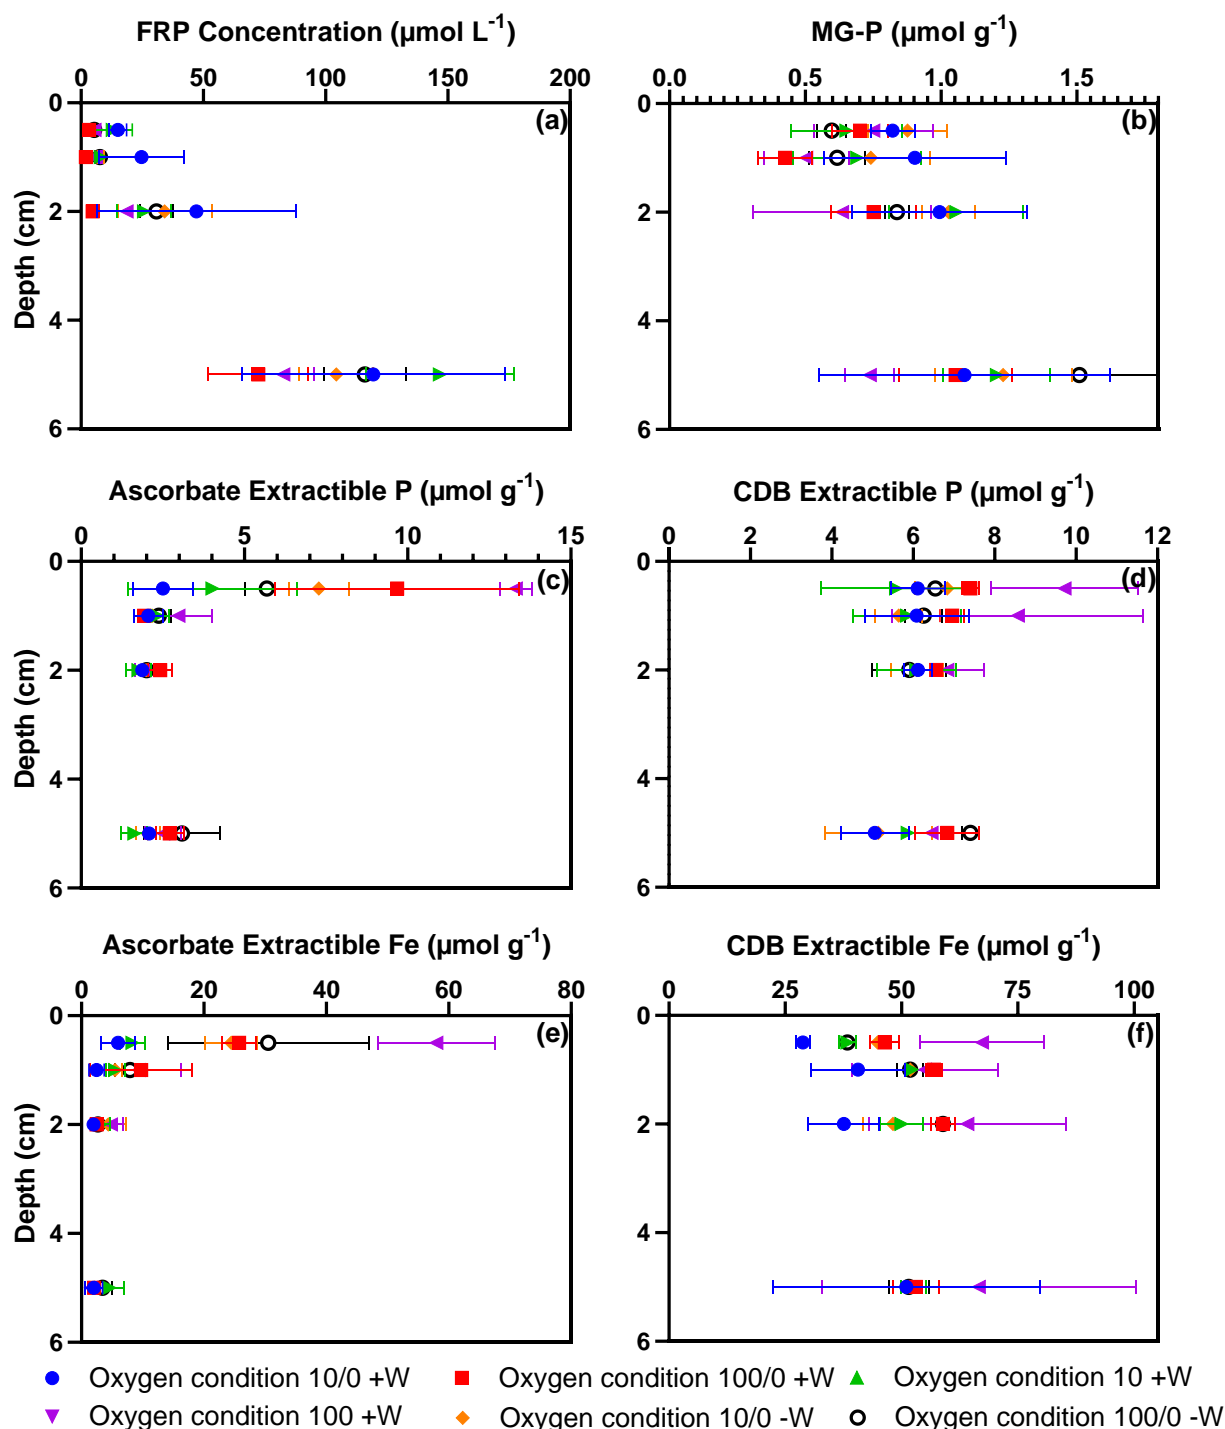 FRP Concentration (µmol L-1)
MG-P (µmol g-1)
0 50 100 150 200
0.0 0.5 1.0 1.5
0
2
4
6
Depth (cm)
(a)
0
2
4
6
(b)
Ascorbate Extractible P (µmol g-1)
CDB Extractible P (µmol g-1)
0 5 10 15
0 2 4 6 8 10 12
0
2
4
6
Depth (cm)
(c)
0
2
4
6
(d)
Ascorbate Extractible Fe (µmol g-1)
CDB Extractible Fe (µmol g-1)
0 20 40 60 80
25 50 75 100
0
2
4
6
Depth (cm)
(e)
0
2
4
6
(f)
Oxygen condition 10/0 +W
Oxygen condition 100/0 +W
Oxygen condition 10 +W
Oxygen condition 100 +W
Oxygen condition 10/0 -W
Oxygen condition 100/0 -W